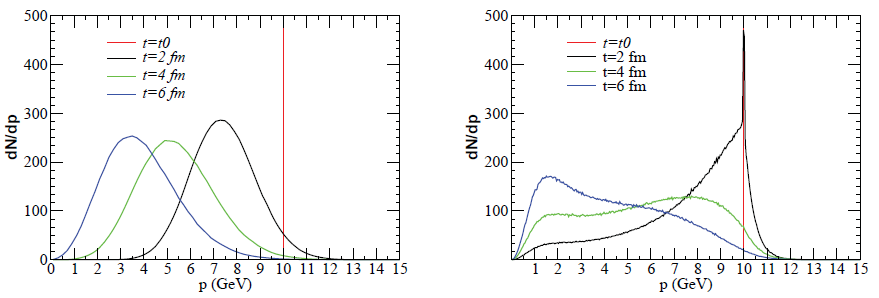 500
400
300
200
100
0
dN/dp
t=t0
t=2 fm
t=4 fm
t=6 fm
0 1 2 3 4 5 6 7 8 9 10 11 12 13 14 15
p (GeV)
500
400
300
200
100
0
dN/dp
t=t0
t=2 fm
t=4 fm
t=6 fm
1 2 3 4 5 6 7 8 9 10 11 12 13 14 15
p (GeV)